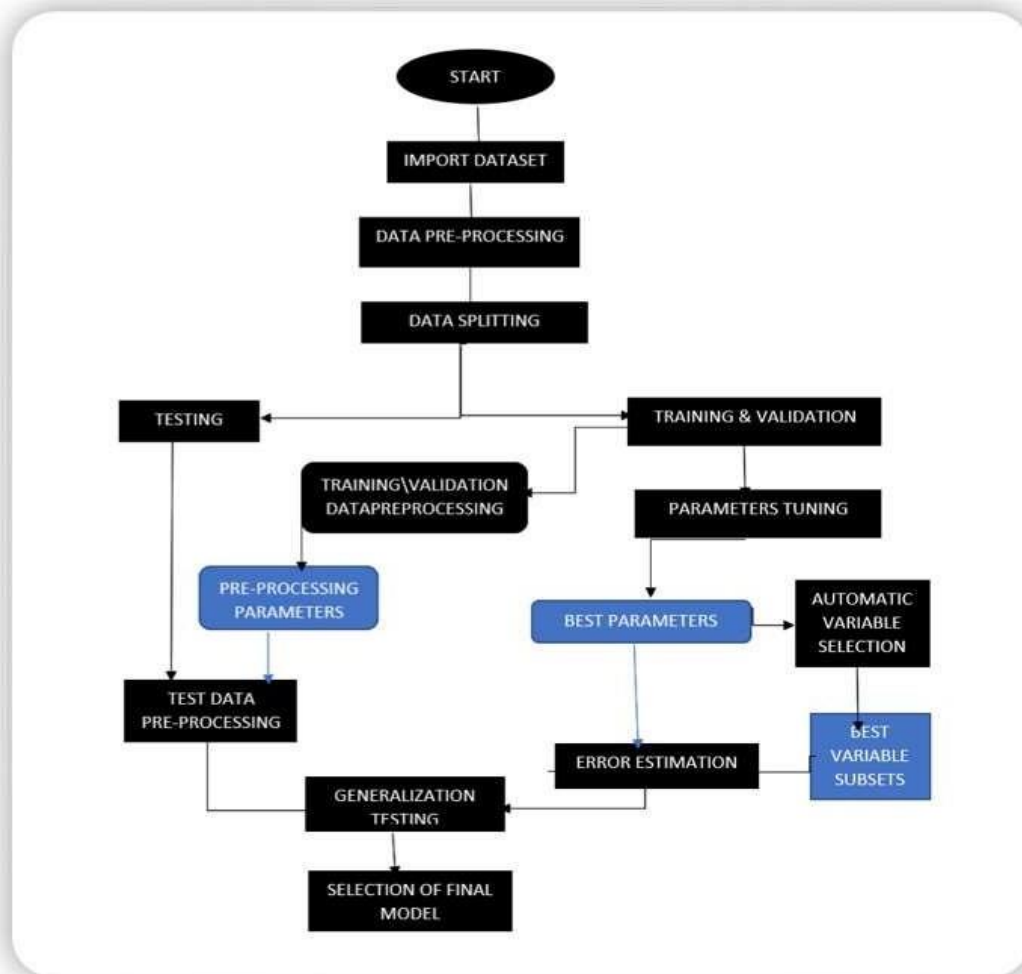 START
IMPORT DATASET
DATA PRE-PROCESSING
DATA SPLITTING
TESTING
TRAINING & VALIDATION
TRAINING\VALIDATION
DATAPREPROCESSING
PARAMETERS TUNING
PRE-PROCESSING
PARAMETERS
BEST PARAMETERS
AUTOMATIC
VARIABLE
SELECTION
TEST DATA
PRE-PROCESSING
ERROR ESTIMATION
BEST
VARIABLE
SUBSETS
GENERALIZATION
TESTING
SELECTION OF FINAL
MODEL